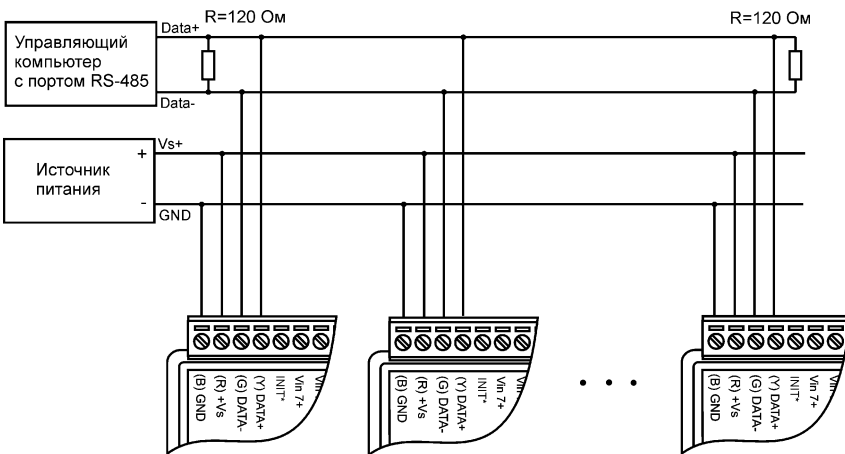 R=120 Ом
R=120 Ом
Data+
Управляющий
компьютер
с портом RS-485
Data-
Vs+
+
Источник
питания
-
GND
(B) GND
(R) +Vs
(G) DATA-
(Y) DATA+
INIT*
Vin 7+
(B) GND
(R) +Vs
(G) DATA-
(Y) DATA+
INIT*
Vin 7+
• • •
(B) GND
(R) +Vs
(G) DATA-
(Y) DATA+
INIT*
Vin 7+